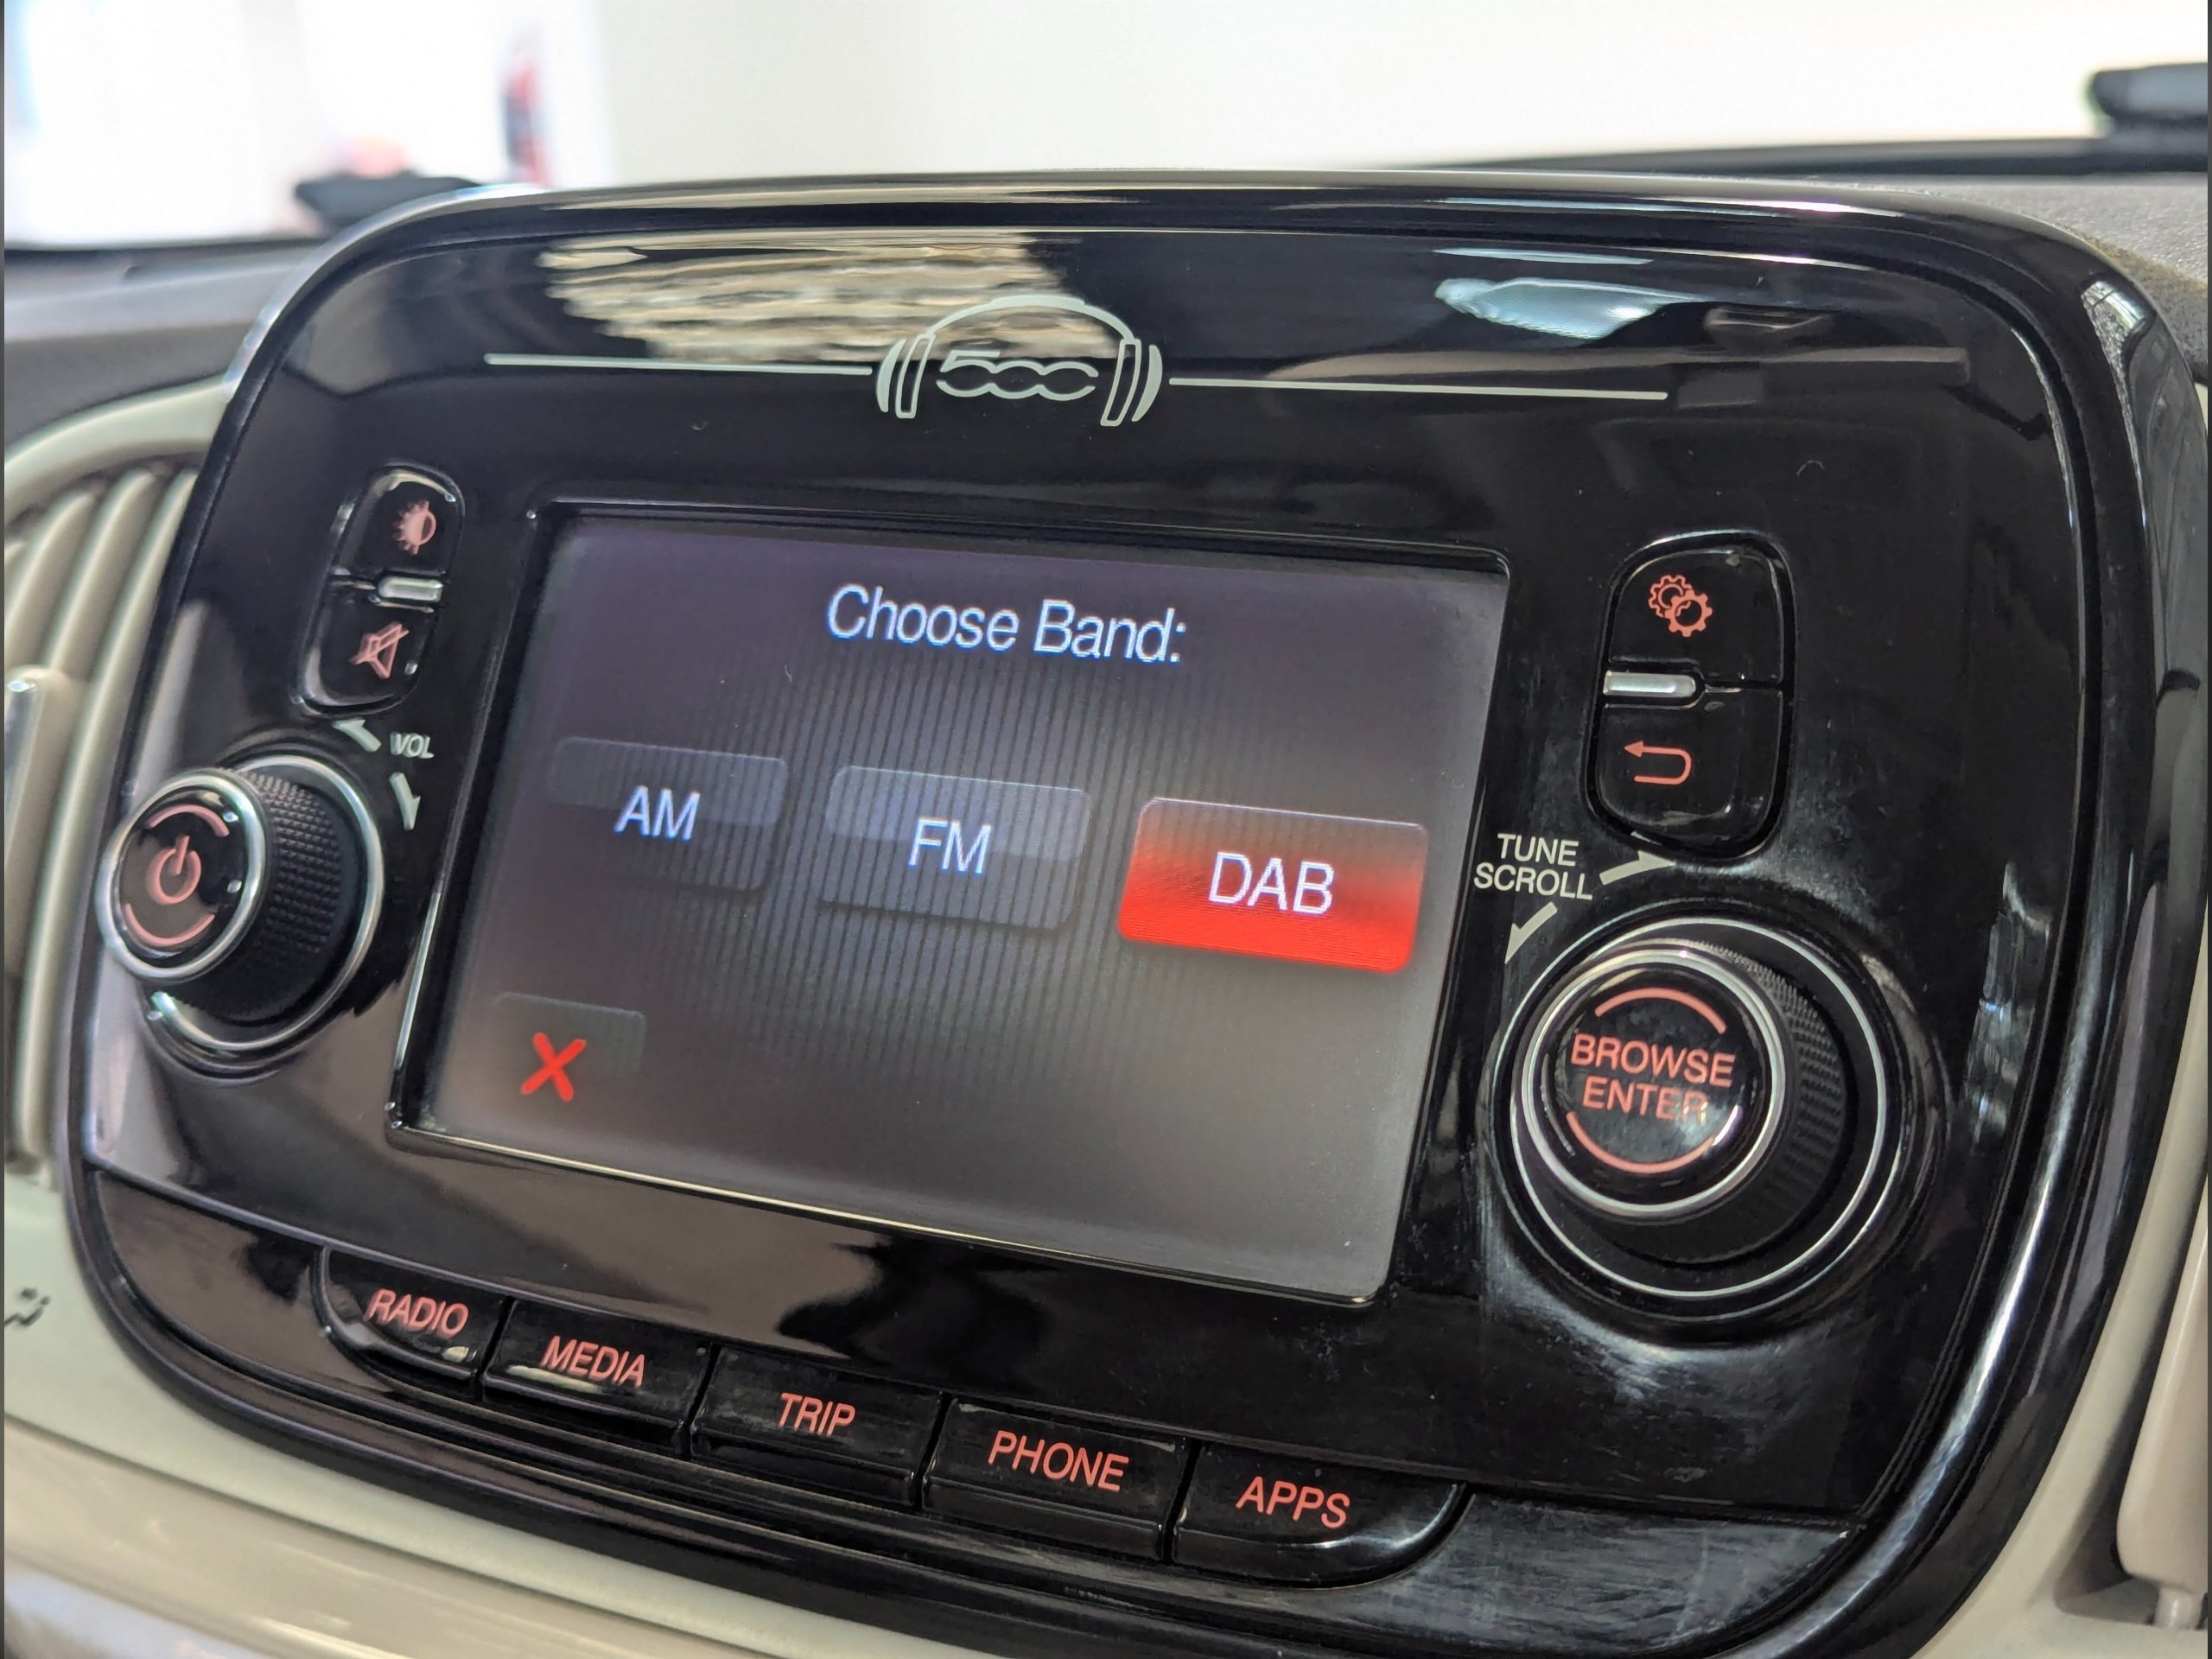 500
VOL
Choose Band:
AM
FM
DAB
TUNE
SCROLL
BROWSE
ENTER
RADIO
MEDIA
TRIP
PHONE
APPS